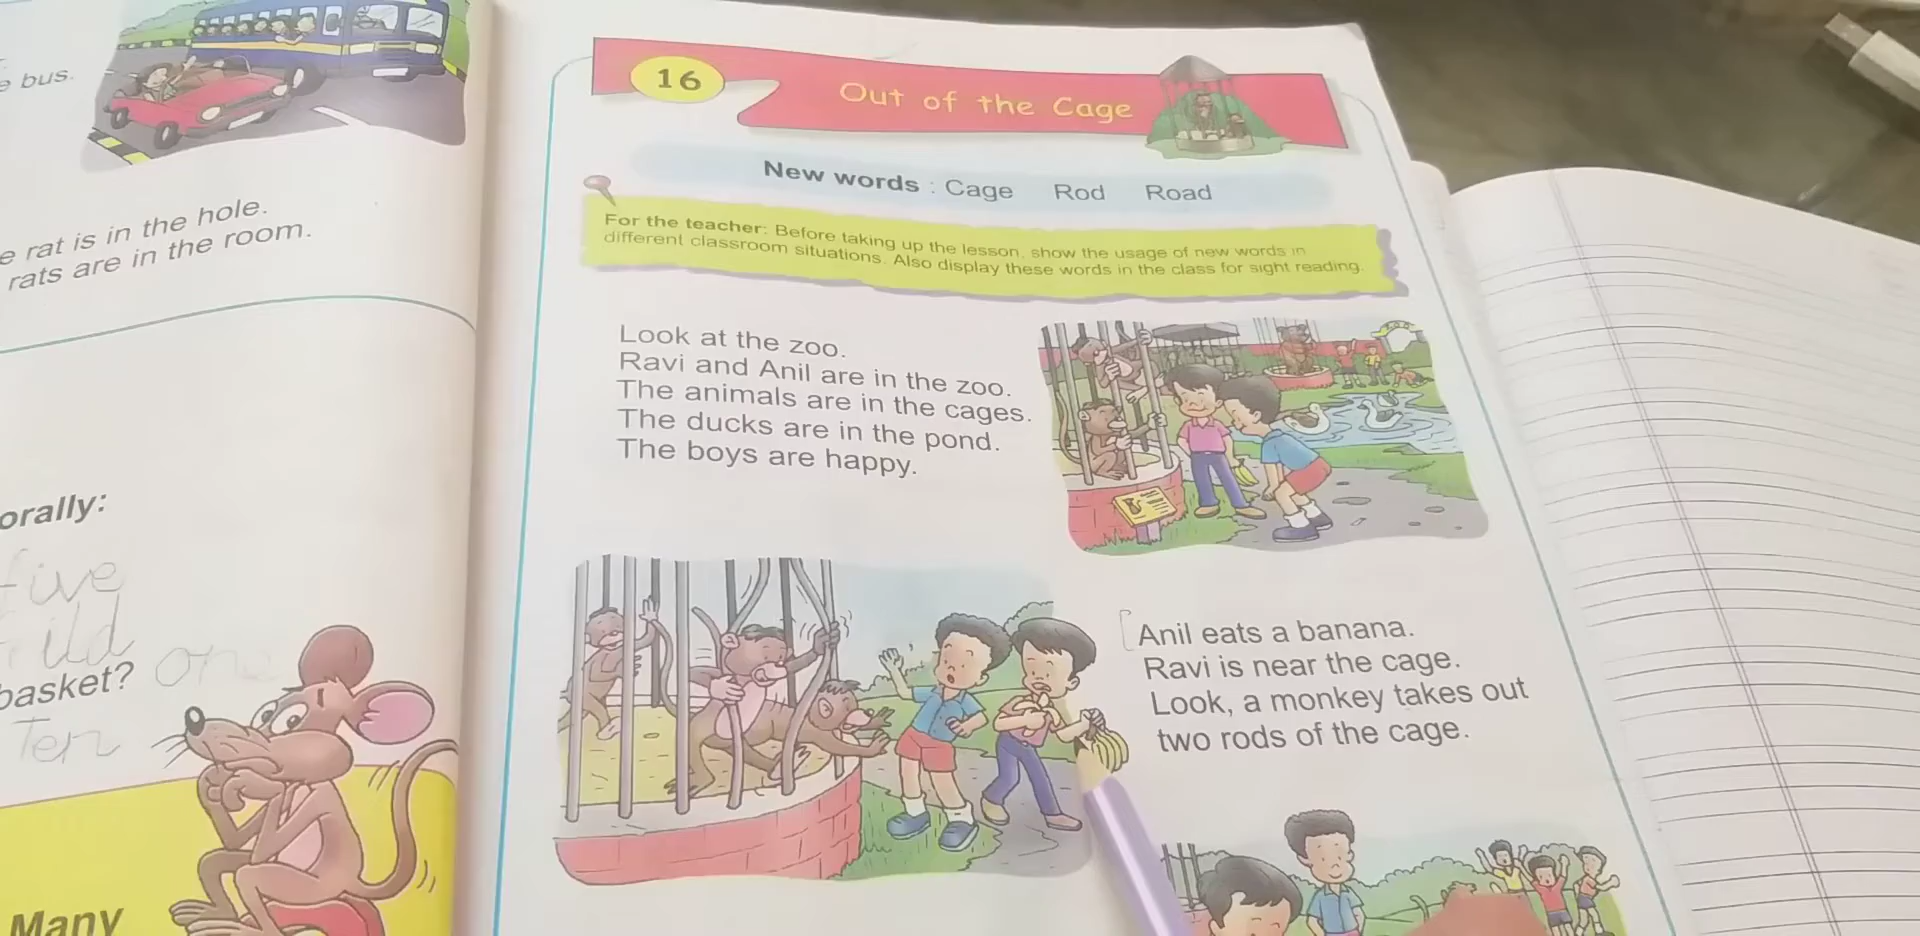 e bus.
e rat is in the hole.
rats are in the room.
orally:
five
basket?
one
Ten
Many
16
Out of the Cage
New words : Cage Rod Road
For the teacher: Before taking up the lesson, show the usage of new words in
different classroom situations. Also display these words in the class for sight reading.
Look at the zoo.
Ravi and Anil are in the zoo.
The animals are in the cages.
The ducks are in the pond.
The boys are happy.
Anil eats a banana.
Ravi is near the cage.
Look, a monkey takes out
two rods of the cage.